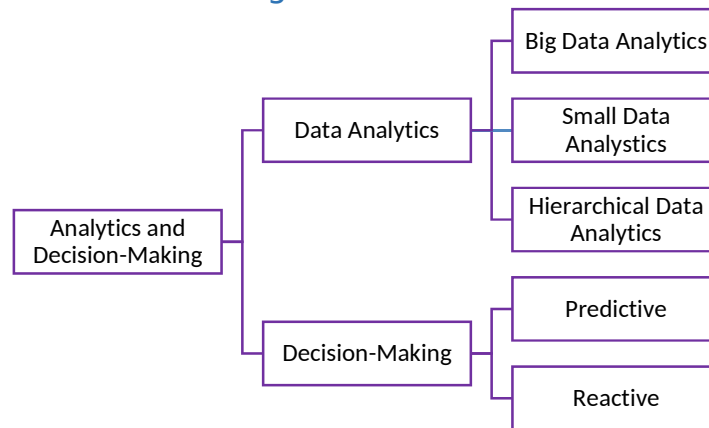 Big Data Analytics
Data Analytics
Small Data
Analystics
Hierarchical Data
Analytics
Analytics and
Decision-Making
Predictive
Decision-Making
Reactive